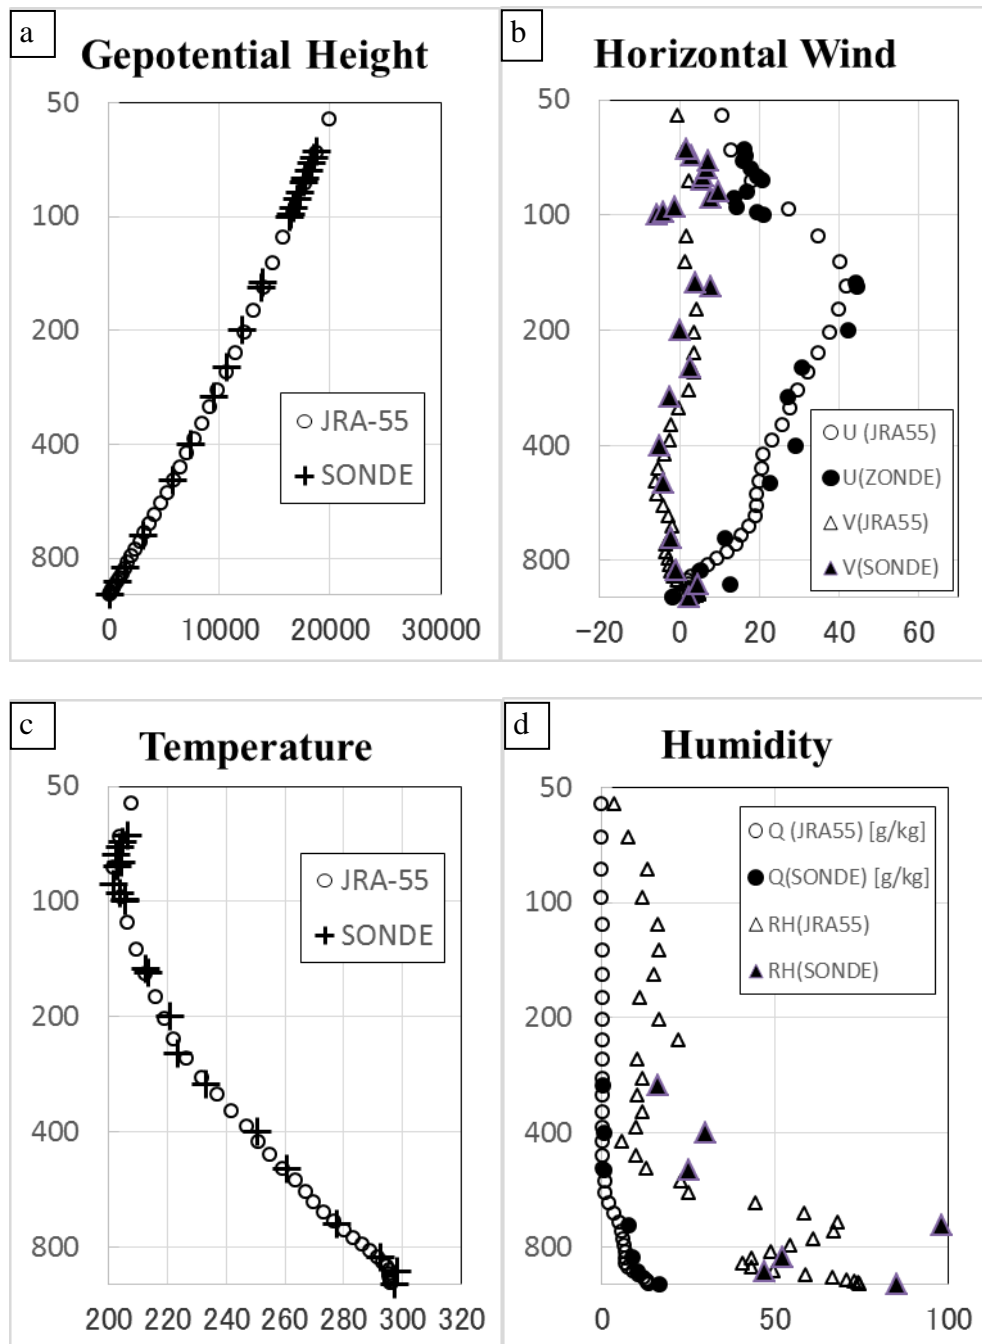 a
Gepotential Height
50
100
200
400
800
0
10000
20000
30000
JRA-55
SONDE
b
Horizontal Wind
50
100
200
400
800
−20
0
20
40
60
U (JRA55)
U(ZONDE)
V(JRA55)
V(SONDE)
c
Temperature
50
100
200
400
800
200 220 240 260 280 300 320
JRA-55
SONDE
d
Humidity
50
100
200
400
800
0
50
100
Q (JRA55) [g/kg]
Q(SONDE) [g/kg]
RH(JRA55)
RH(SONDE)